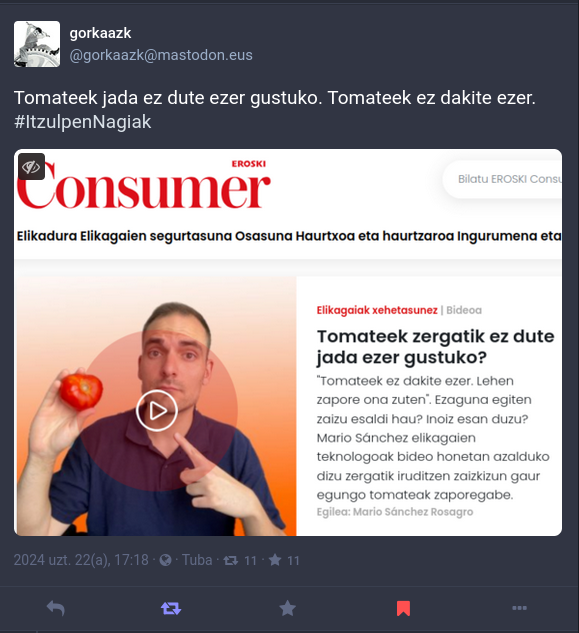 gorkaazk
@gorkaazk@mastodon.eus
Tomateek jada ez dute ezer gustuko. Tomateek ez dakite ezer.
#ItzulpenNagiak
EROSKI
Consumer
Bilatu EROSKI Consu
Elikadura Elikagaien segurtasuna Osasuna Haurtxoa eta haurtzaroa Ingurumena eta
Elikagaiak xehetasunez | Bideoa
Tomateek zergatik ez dute
jada ezer gustuko?
"Tomateek ez dakite ezer. Lehen
zapore ona zuten". Ezaguna egiten
zaizu esaldi hau? Inoiz esan duzu?
Mario Sánchez elikagaien
teknologoak bideo honetan azalduko
dizu zergatik iruditzen zaizkizun gaur
egungo tomateak zaporegabe.
Egilea: Mario Sánchez Rosagro
2024 uzt. 22(a), 17:18 · · Tuba · 11 · 11